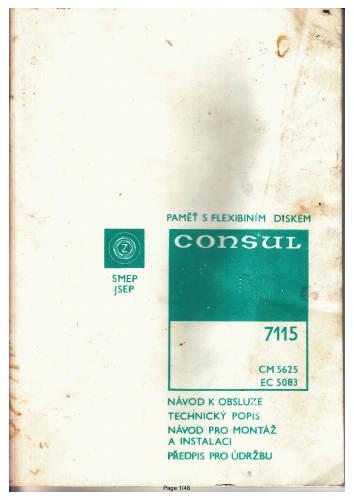 PAMĚŤ S FLEXIBINÍM DISKEM
CONSUL
Z
SMEP
JSEP
7115
CM 5625
EC 5083
NÁVOD K OBSLUZE
TECHNICKÝ POPIS
NÁVOD PRO MONTÁŽ
A INSTALACI
PŘEDPIS PRO ÚDRŽBU
Page 1/48